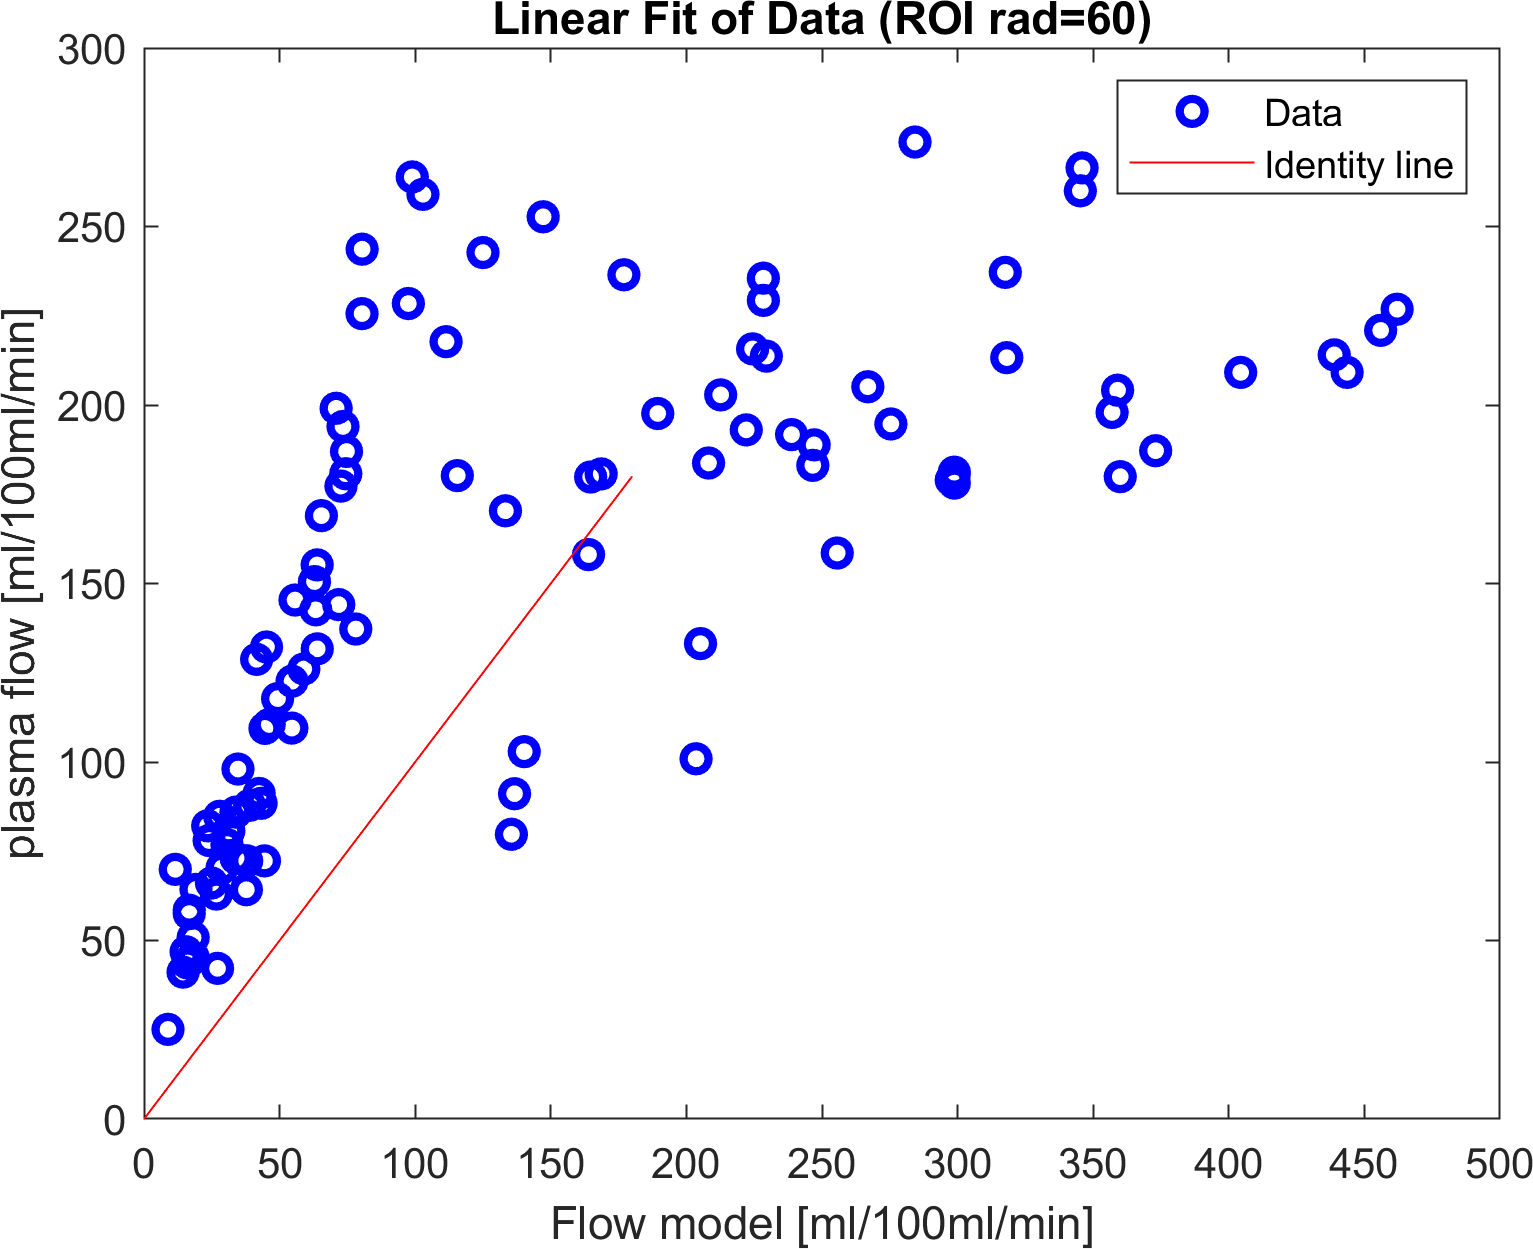 Linear Fit of Data (ROI rad=60)
300
250
200
150
100
50
0
plasma flow [ml/100ml/min]
Data
Identity line
0 50 100 150 200 250 300 350 400 450 500
Flow model [ml/100ml/min]